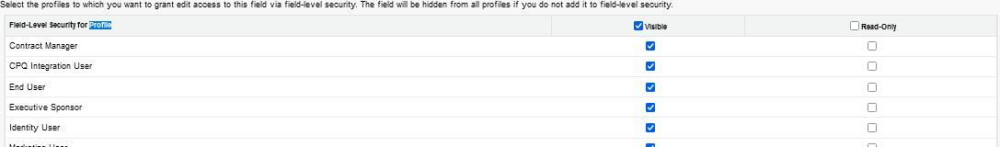 Select the profiles to which you want to grant edit access to this field via field-level security. The field will be hidden from all profiles if you do not add it to field-level security.
Field-Level Security for Profile Visible Read-Only
Contract Manager
CPQ Integration User
End User
Executive Sponsor
Identity User